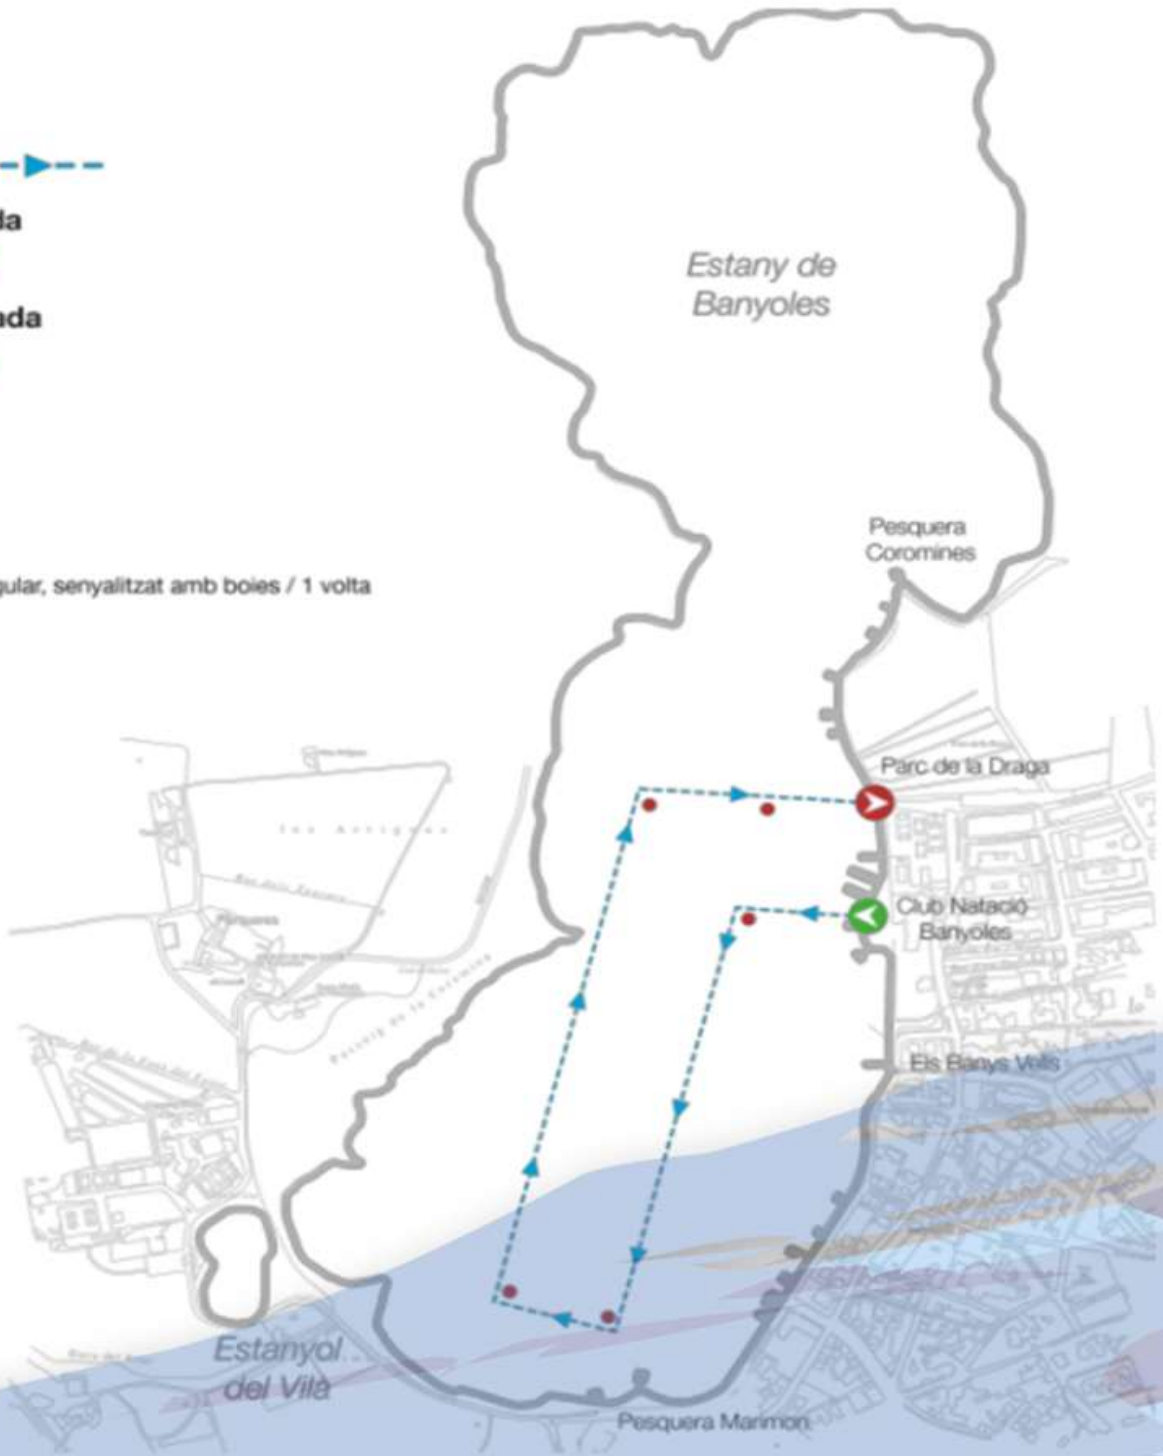 da
ada
Estany de
Banyoles
Pesquera
Coromines
gular, senyalitzat amb boies / 1 volta
Parc de la Draga
Club Natació
Banyoles
Els Banys Vells
Estanyol
del Vilà
Pesquera Marimon